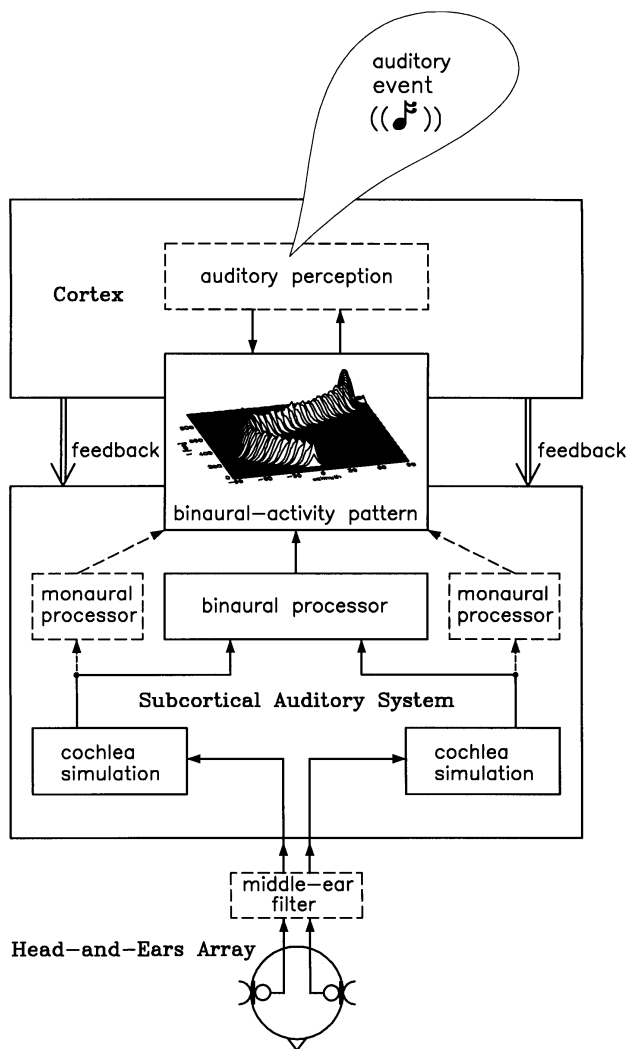 auditory
event
(( ))
auditory perception
Cortex
feedback
feedback
azimuth
binaural-activity pattern
monaural
processor
binaural processor
monaural
processor
Subcortical Auditory System
cochlea
simulation
cochlea
simulation
middle-ear
filter
Head-and-Ears Array